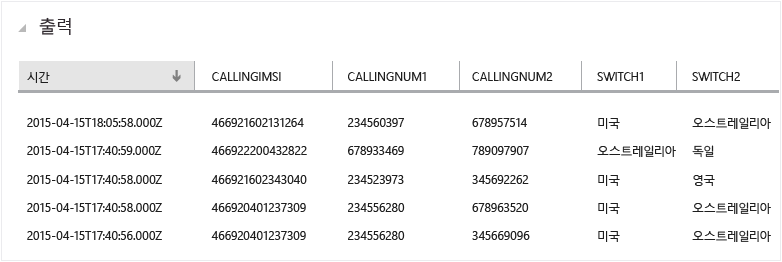 출력
시간 CALLINGIMSI CALLINGNUM1 CALLINGNUM2 SWITCH1 SWITCH2
2015-04-15T18:05:58.000Z 466921602131264 234560397 678957514 미국 오스트레일리아
2015-04-15T17:40:59.000Z 466922200432822 678933469 789097907 오스트레일리아 독일
2015-04-15T17:40:58.000Z 466921602343040 234523973 345692262 미국 영국
2015-04-15T17:40:58.000Z 466920401237309 234556280 678963520 미국 오스트레일리아
2015-04-15T17:40:56.000Z 466920401237309 234556280 345669096 미국 오스트레일리아